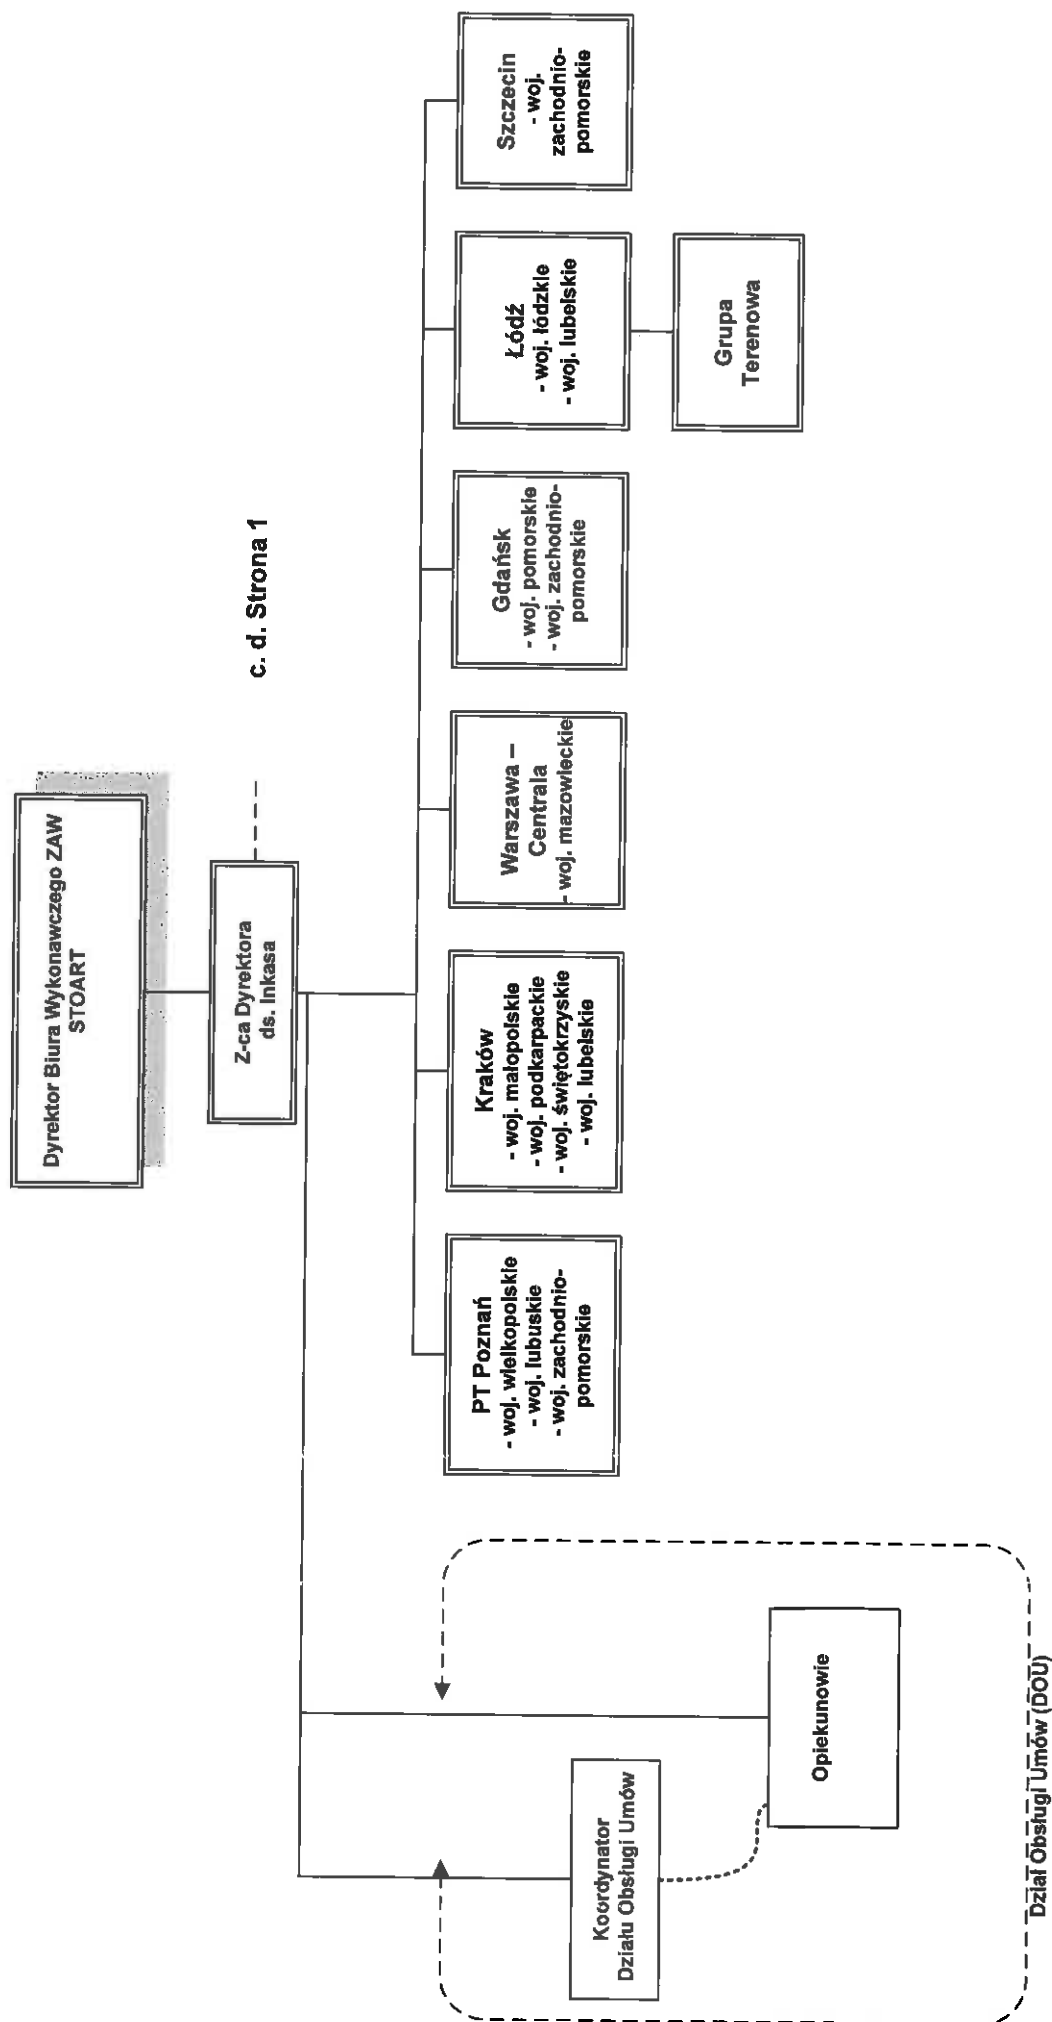 Dyrektor Biura Wykonawczego ZAW
STOART
Z-ca Dyrektora
ds. Inkasa
c. d. Strona 1
PT Poznań
- woj. wielkopolskie
- woj. lubuskie
- woj. zachodnio-
pomorskie
Kraków
- woj. małopolskie
- woj. podkarpackie
- woj. świętokrzyskie
- woj. lubelskie
Warszawa –
Centrala
- woj. mazowieckie
Gdańsk
- woj. pomorskie
- woj. zachodnio-
pomorskie
Łódź
- woj. łódzkie
- woj. lubelskie
Szczecin
- woj.
zachodnio-
pomorskie
Grupa
Terenowa
Koordynator
Działu Obsługi Umów
Opiekunowie
Dział Obsługi Umów (DOU)